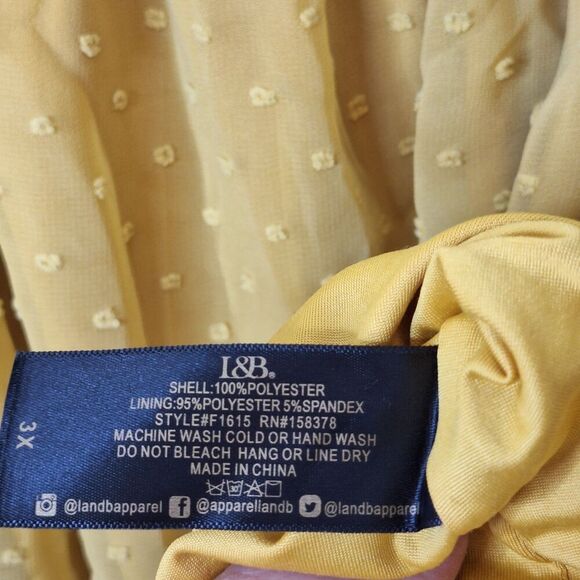 L&B®
SHELL:100%POLYESTER
LINING:95%POLYESTER 5%SPANDEX
STYLE#F1615 RN#158378
MACHINE WASH COLD OR HAND WASH
DO NOT BLEACH HANG OR LINE DRY
MADE IN CHINA
30
@landbapparel f @apparellandb @landbapparel
3X